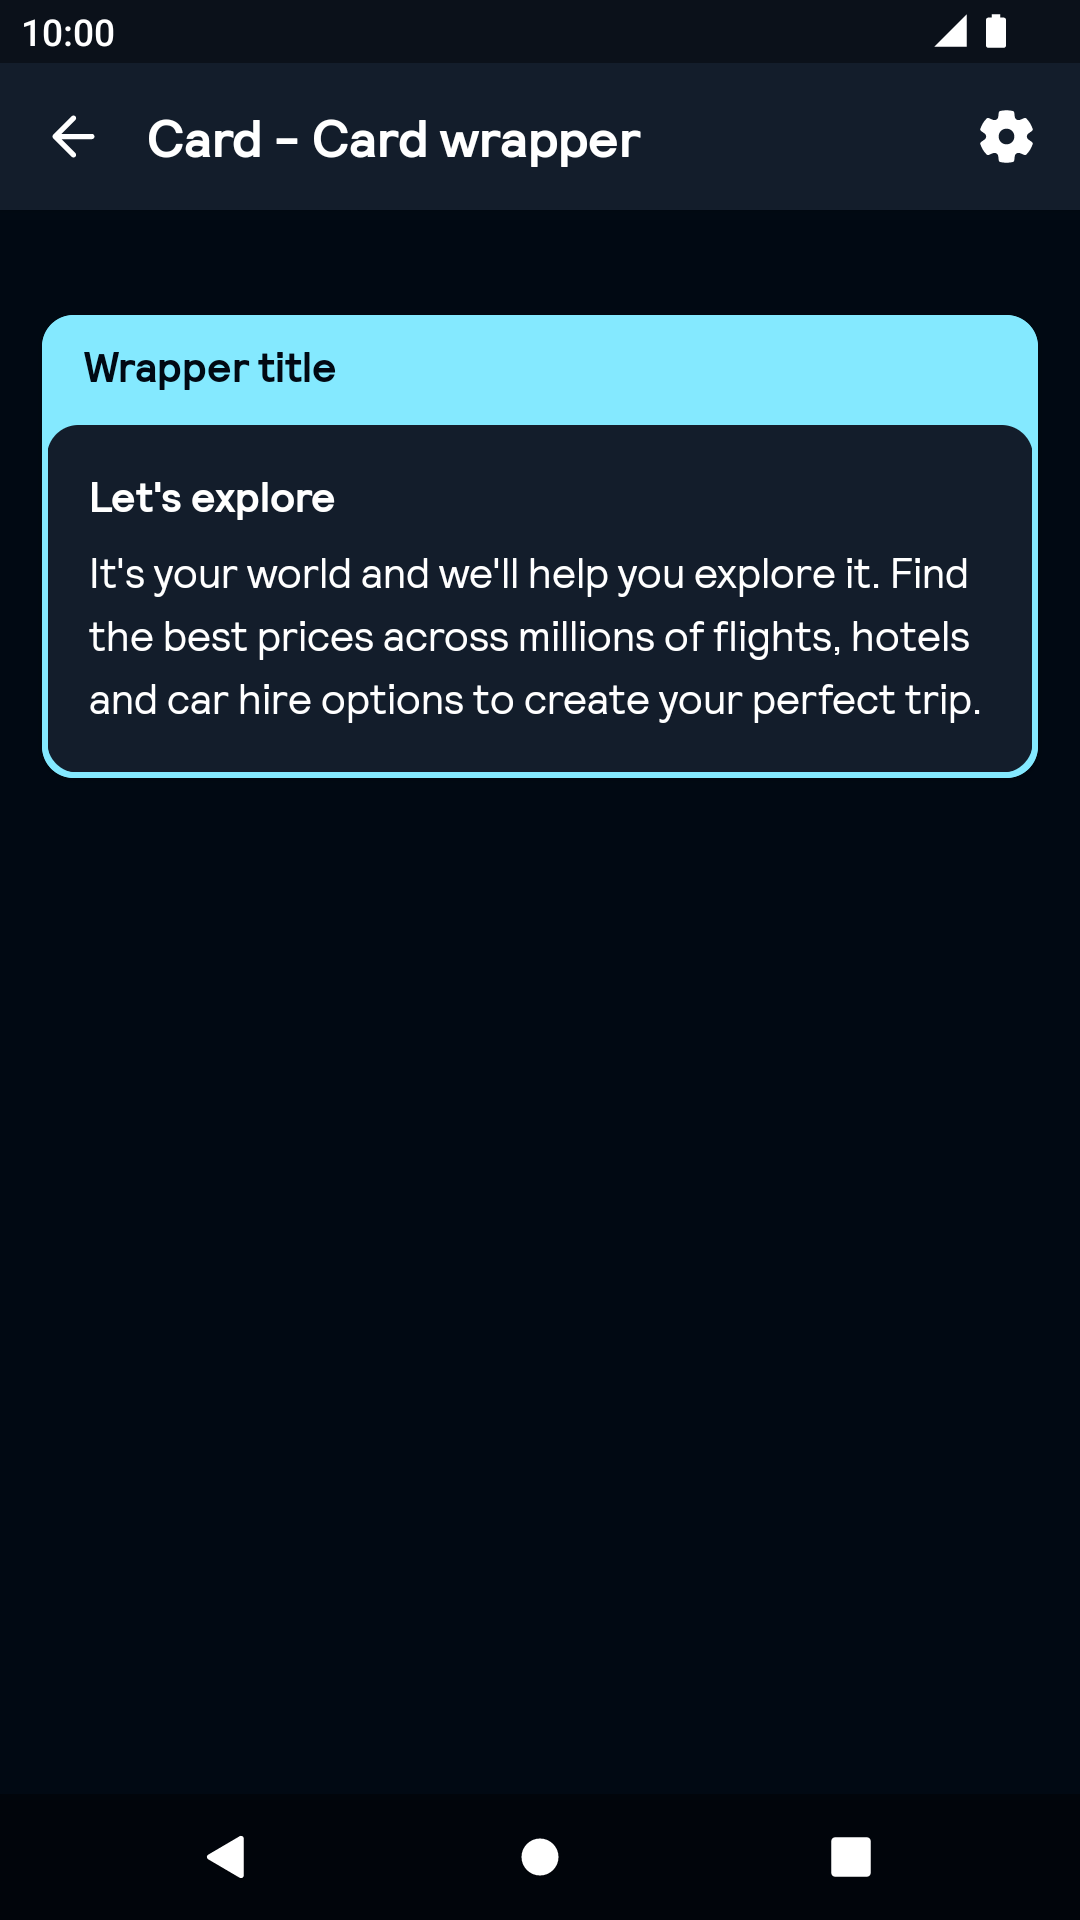 10:00
Card - Card wrapper
Wrapper title
Let's explore
It's your world and we'll help you explore it. Find
the best prices across millions of flights, hotels
and car hire options to create your perfect trip.